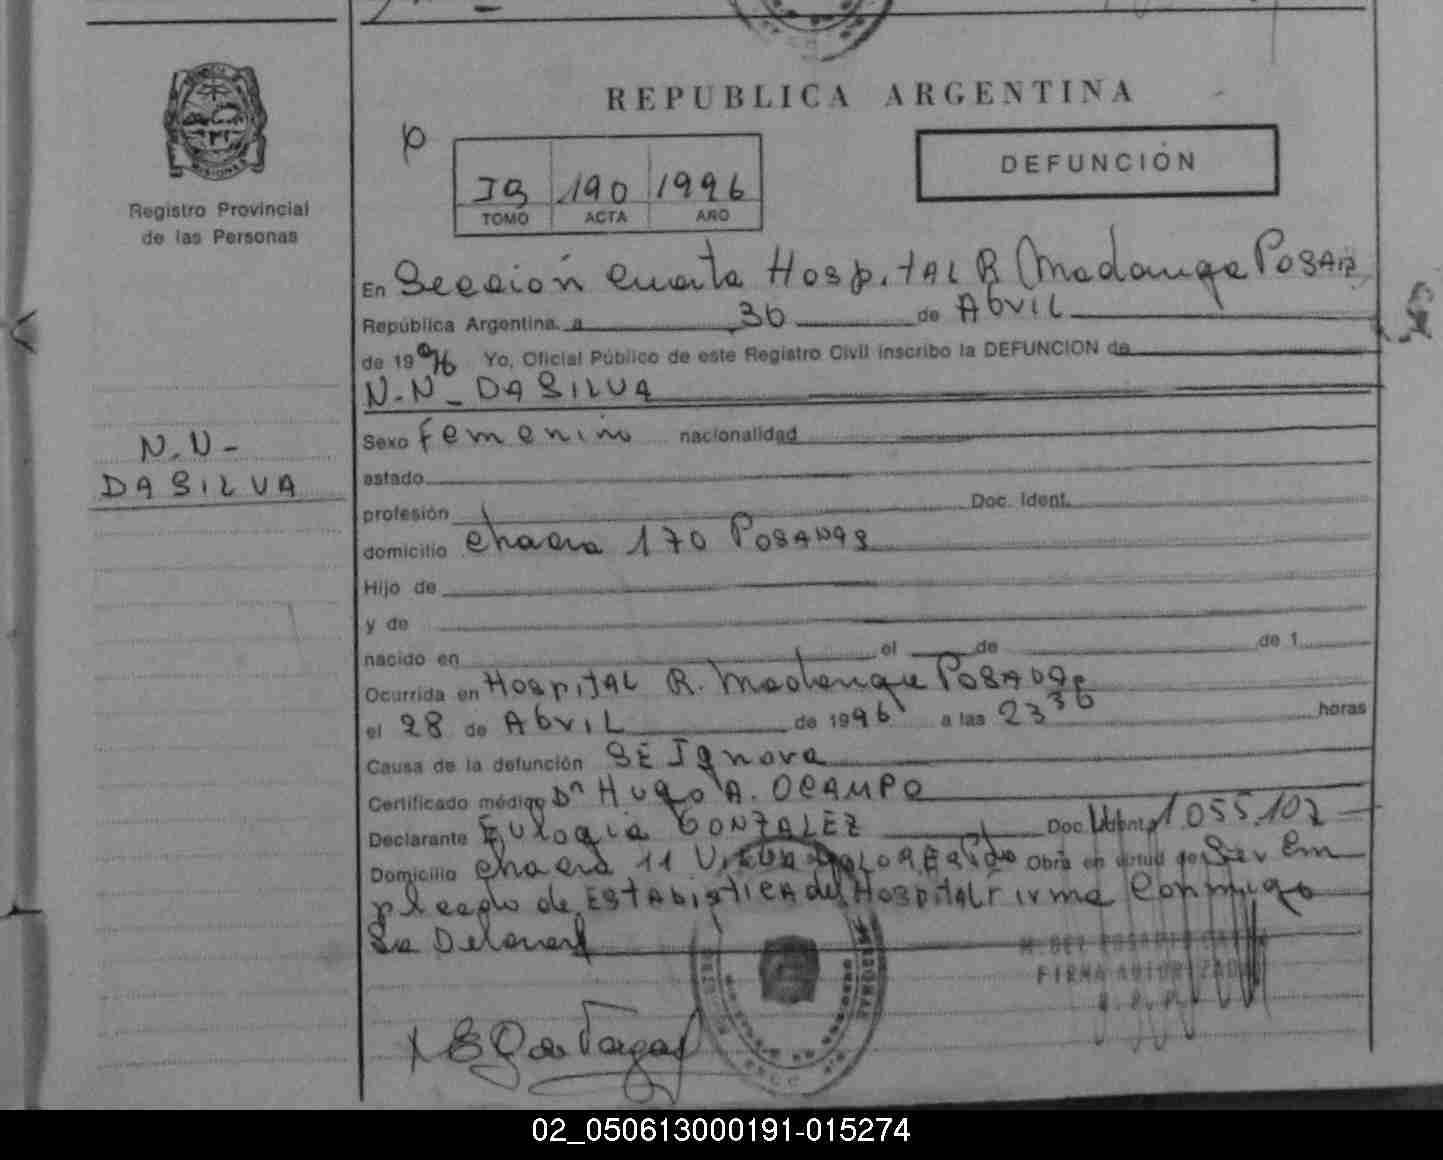 REPUBLICA ARGENTINA
DEFUNCIÓN
MISIONES
Registro Provincial
de las Personas
190 1996
TOMO ACTA AÑO
En Sección Cuarta Hospital R Madariaga Posadas
República Argentina, a 30 de Abril
de 1996 Yo, Oficial Público de este Registro Civil inscribo la DEFUNCION de
N.N - DA SILVA
N.N -
DA SILVA
Sexo Femenino nacionalidad
estado
profesión Doc. Ident.
domicilio chacra 170 Posadas
Hijo de
y de
nacido en el de de 1
Ocurrida en Hospital R. Madariaga Posadas
el 28 de Abril de 1996 a las 23 30 horas
Causa de la defunción SE Ignora
Certificado médico Dr Hugo A. OCAMPO
Declarante Eulogia GONZALEZ Doc. Ident. 1.055.102
Domicilio chacra 11 Obra en virtud de Ser Em
pleado de Estadistica del Hospital Firma Conmigo
La Declarante
FIRMA AUTORIZADA
02_050613000191-015274